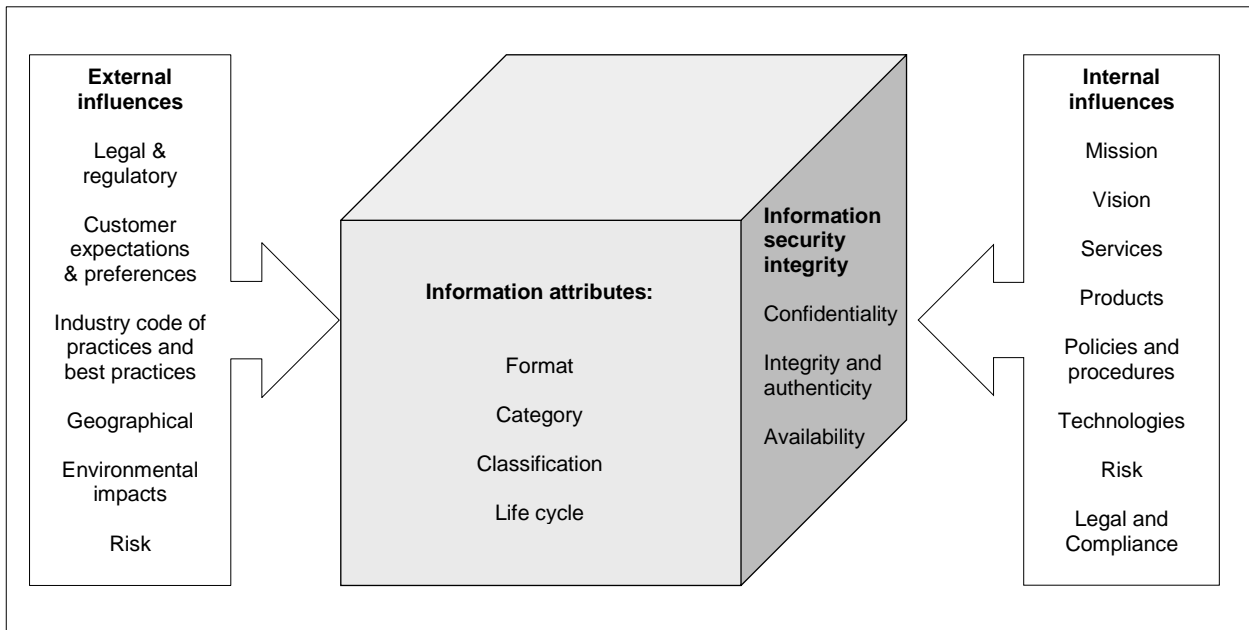 External
influences
Legal &
regulatory
Customer
expectations
& preferences
Industry code of
practices and
best practices
Geographical
Environmental
impacts
Risk
Information attributes:
Format
Category
Classification
Life cycle
Information
security
integrity
Confidentiality
Integrity and
authenticity
Availability
Internal
influences
Mission
Vision
Services
Products
Policies and
procedures
Technologies
Risk
Legal and
Compliance